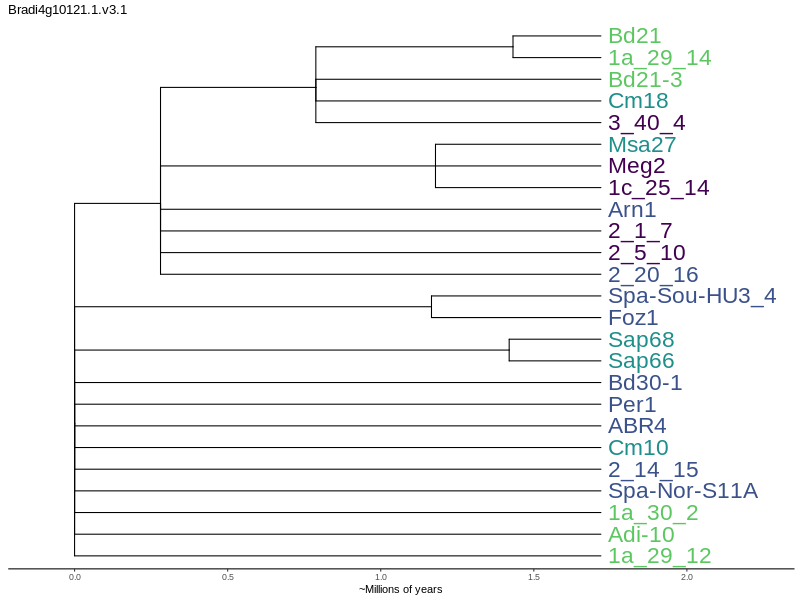 Bradi4g10121.1.v3.1
Bd21
1a_29_14
Bd21-3
Cm18
3_40_4
Msa27
Meg2
1c_25_14
Arn1
2_1_7
2_5_10
2_20_16
Spa-Sou-HU3_4
Foz1
Sap68
Sap66
Bd30-1
Per1
ABR4
Cm10
2_14_15
Spa-Nor-S11A
1a_30_2
Adi-10
1a_29_12
0.0 0.5 1.0 1.5 2.0
~Millions of years